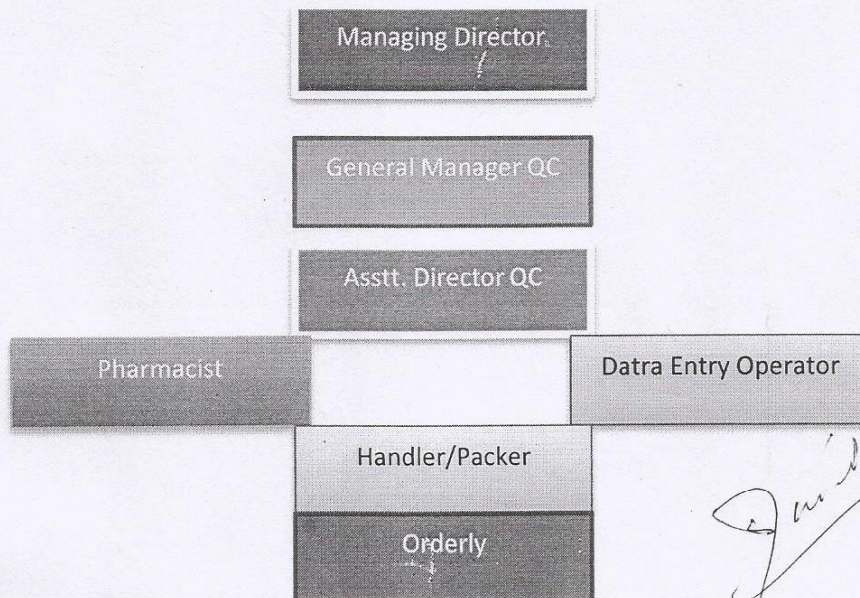 Managing Director
General Manager QC
Asstt. Director QC
Pharmacist
Datra Entry Operator
Handler/Packer
Orderly